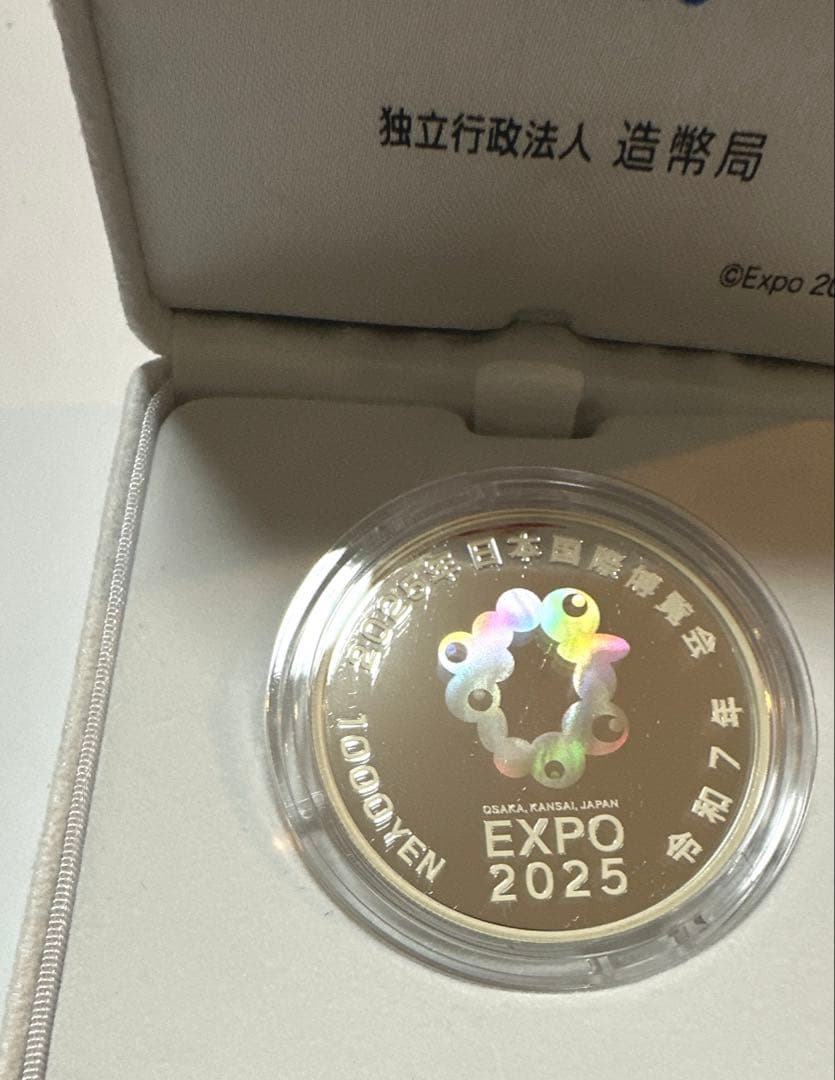 独立行政法人 造幣局
©Expo 20
2025年日本国際博覧会
1000YEN
令和7年
OSAKA, KANSAI, JAPAN
EXPO
2025